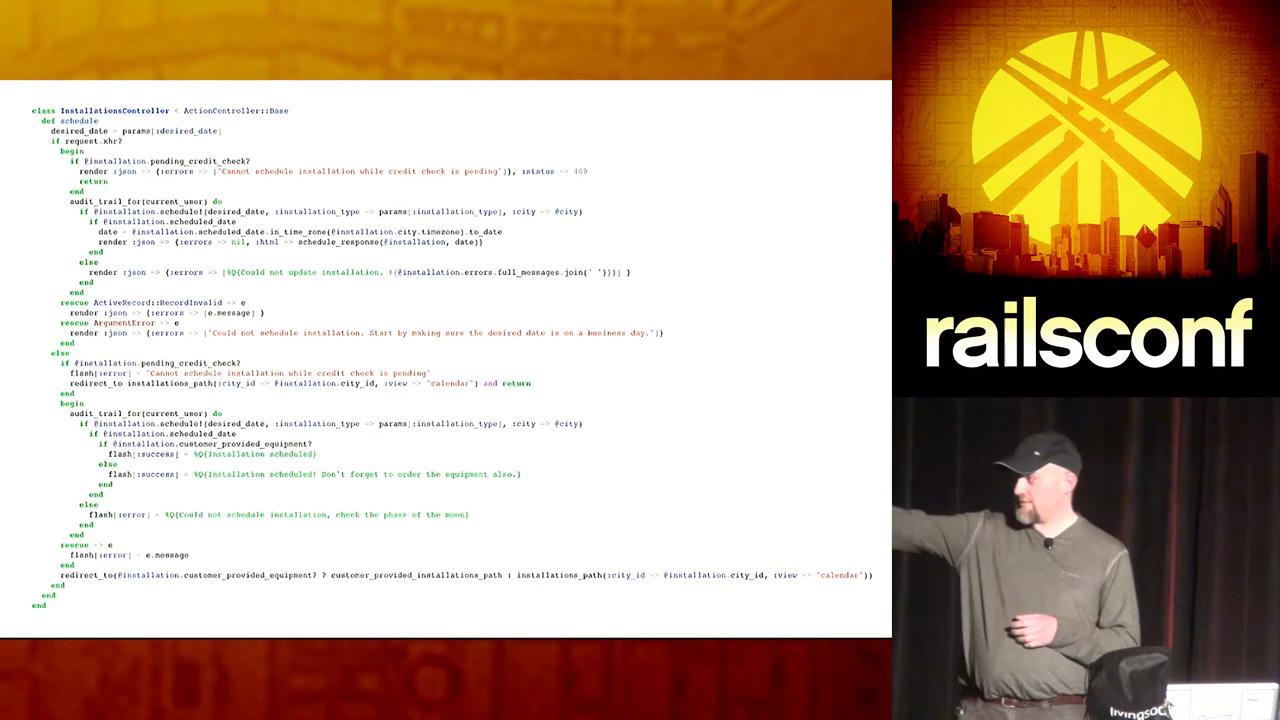 class InstallationsController < ActionController::Base
def schedule
desired_date = params[:desired_date]
if request.xhr?
begin
if @installation.pending_credit_check?
render :json => {:errors => ["Cannot schedule installation while credit check is pending"]}, :status => 400
return
end
audit_trail_for(current_user) do
if @installation.schedule!(desired_date, :installation_type => params[:installation_type], :city => @city)
if @installation.scheduled_date
date = @installation.scheduled_date.in_time_zone(@installation.city.timezone).to_date
render :json => {:errors => nil, :html => schedule_response(@installation, date)}
end
else
render :json => {:errors => [%Q{Could not update installation. #{@installation.errors.full_messages.join(' ')}}] }
end
end
rescue ActiveRecord::RecordInvalid => e
render :json => {:errors => [e.message] }
rescue ArgumentError => e
render :json => {:errors => ["Could not schedule installation. Start by making sure the desired date is on a business day."]}
end
else
if @installation.pending_credit_check?
flash[:error] = "Cannot schedule installation while credit check is pending"
redirect_to installations_path(:city_id => @installation.city_id, :view => "calendar") and return
end
begin
audit_trail_for(current_user) do
if @installation.schedule!(desired_date, :installation_type => params[:installation_type], :city => @city)
if @installation.scheduled_date
if @installation.customer_provided_equipment?
flash[:success] = %Q{Installation scheduled}
else
flash[:success] = %Q{Installation scheduled! Don't forget to order the equipment also.}
end
end
else
flash[:error] = %Q{Could not schedule installation, check the phase of the moon}
end
end
rescue => e
flash[:error] = e.message
end
redirect_to(@installation.customer_provided_equipment? ? customer_provided_installations_path : installations_path(:city_id => @installation.city_id, :view => "calendar"))
end
end
end
railsconf